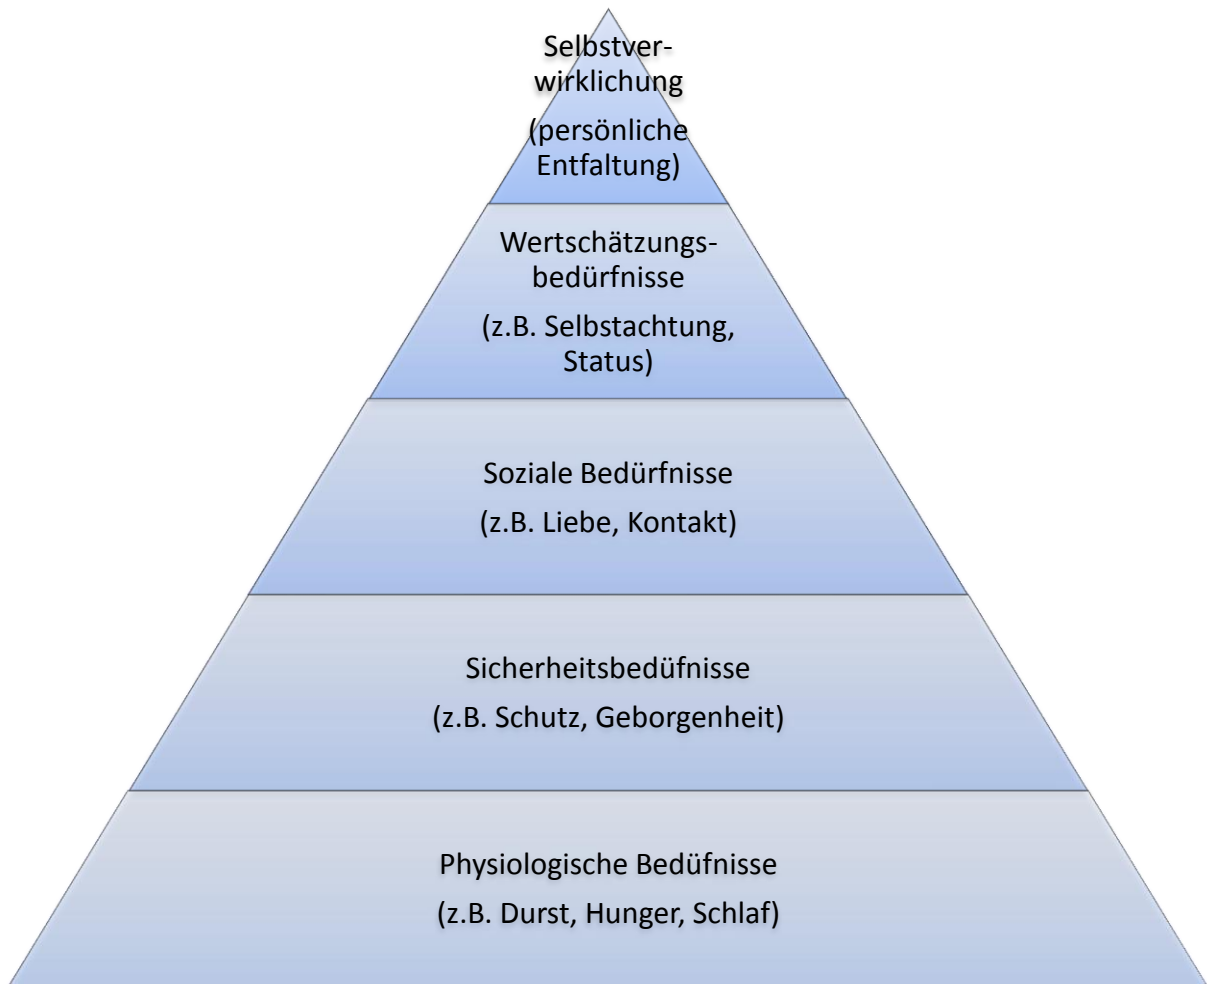 Selbstver-
wirklichung
(persönliche
Entfaltung)
Wertschätzungs-
bedürfnisse
(z.B. Selbstachtung,
Status)
Soziale Bedürfnisse
(z.B. Liebe, Kontakt)
Sicherheitsbedüfnisse
(z.B. Schutz, Geborgenheit)
Physiologische Bedüfnisse
(z.B. Durst, Hunger, Schlaf)